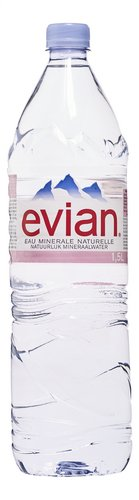 evian.
EAU MINERALE NATURELLE
NATUURLIJK MINERAALWATER
1,5L